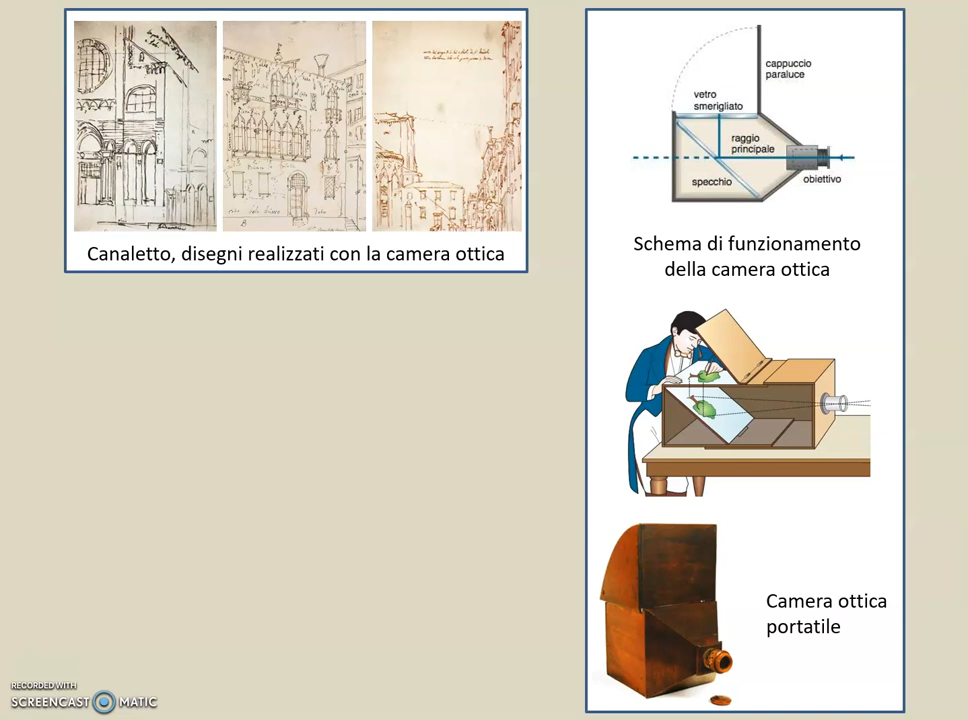 Canaletto, disegni realizzati con la camera ottica
cappuccio
paraluce
vetro
smerigliato
raggio
principale
specchio
obiettivo
Schema di funzionamento
della camera ottica
Camera ottica
portatile
RECORDED WITH
SCREENCAST MATIC